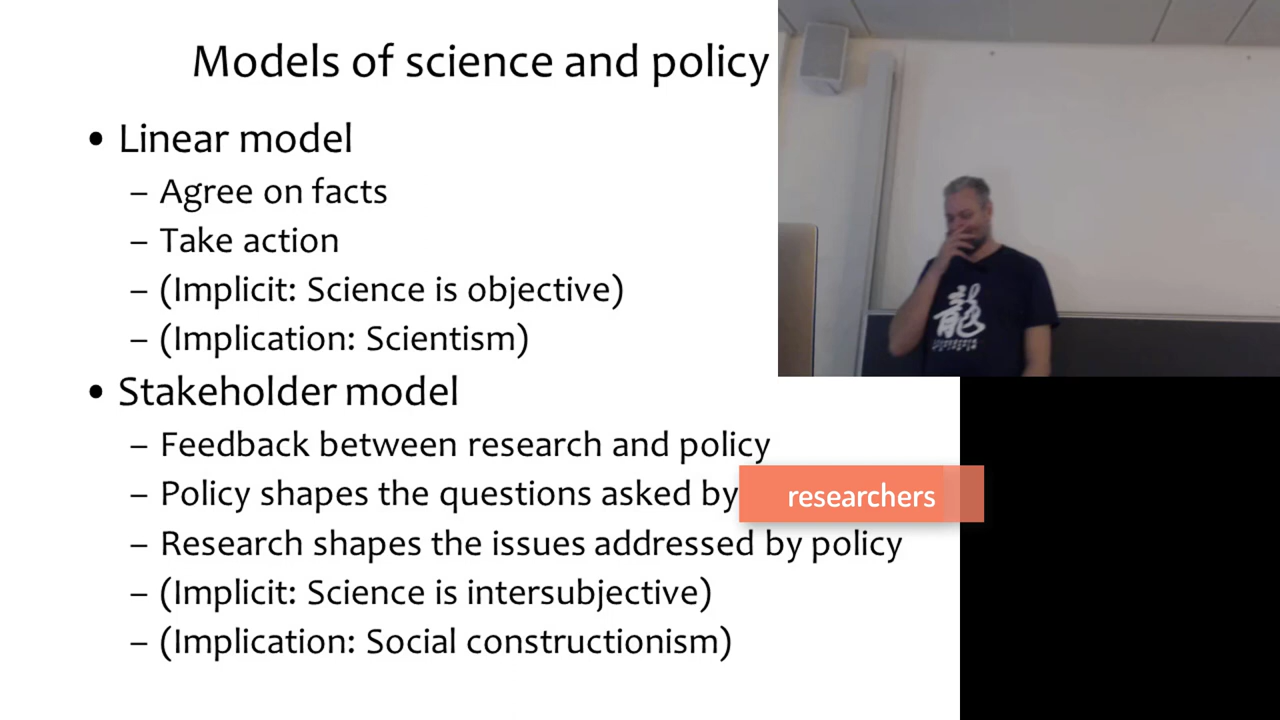 Models of science and policy
• Linear model
– Agree on facts
– Take action
– (Implicit: Science is objective)
– (Implication: Scientism)
• Stakeholder model
– Feedback between research and policy
– Policy shapes the questions asked by researchers
– Research shapes the issues addressed by policy
– (Implicit: Science is intersubjective)
– (Implication: Social constructionism)
龍